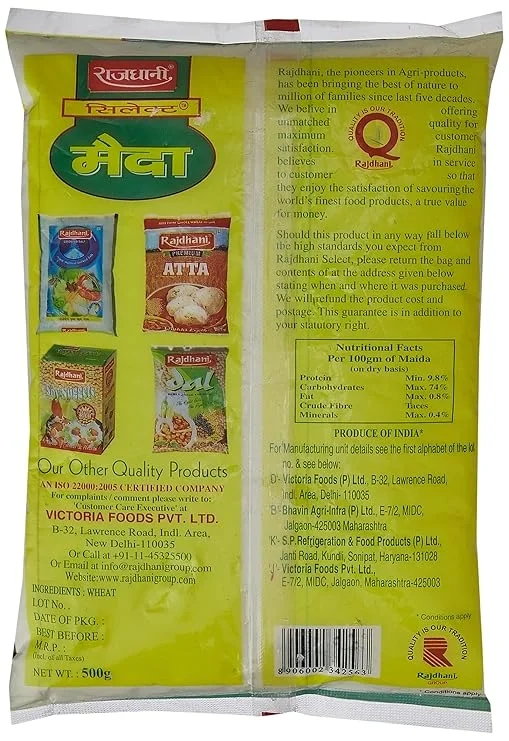 राजधानी®
सिलेक्ट™
मैदा
Rajdhani
Rajdhani
PREMIUM
ATTA
Rajdhani
Soy NUGGETS
Rajdhani
Dal
Our Other Quality Products
AN ISO 22000:2005 CERTIFIED COMPANY
For complaints / comment please write to:
'Customer Care Executive' at
VICTORIA FOODS PVT. LTD.
B-32, Lawrence Road, Indl. Area,
New Delhi-110035
Or Call at +91-11-45325500
Or Email at info@rajdhanigroup.com
Website:www.rajdhanigroup.com
INGREDIENTS : WHEAT
LOT No. .
DATE OF PKG. :
BEST BEFORE :
M.R.P. :
(Incl. of all Taxes)
NET WT. : 500g
Rajdhani, the pioneers in Agri-products,
has been bringing the best of nature to
million of families since last five decades.
We belive in offering
unmatched quality for
maximum customer
satisfaction. Rajdhani
believes in service
to customer so that
they enjoy the satisfaction of savouring the
world's finest food products, a true value
for money.
QUALITY IS OUR TRADITION
Q
Rajdhani
Should this product in any way fall below
the high standards you expect from
Rajdhani Select, please return the bag and
contents of at the address given below
stating when and where it was purchased.
We will refund the product cost and
postage. This guarantee is in addition to
your statutory right.
Nutritional Facts
Per 100gm of Maida
(on dry basis)
Protein Min. 9.8%
Carbohydrates Max. 74%
Fat Max. 0.8%
Crude Fibre Taces
Minerals Max. 0.4%
PRODUCE OF INDIA*
For Manufacturing unit details see the first alphabet of the lot
no. & see below:
'D'- Victoria Foods (P) Ltd., B-32, Lawrence Road,
Indl. Area, Delhi- 110035
'B'- Bhavin Agri-Infra (P) Ltd., E-7/2, MIDC,
Jalgaon-425003 Maharashtra
'K'- S.P. Refrigeration & Food Products (P) Ltd.,
Janti Road, Kundli, Sonipat, Haryana-131028
'J'- Victoria Foods Pvt. Ltd.,
E-7/2, MIDC, Jalgaon, Maharashtra-425003
* Conditions apply
8906002 342563
QUALITY IS OUR TRADITION
R
Rajdhani
GROUP
* Conditions apply